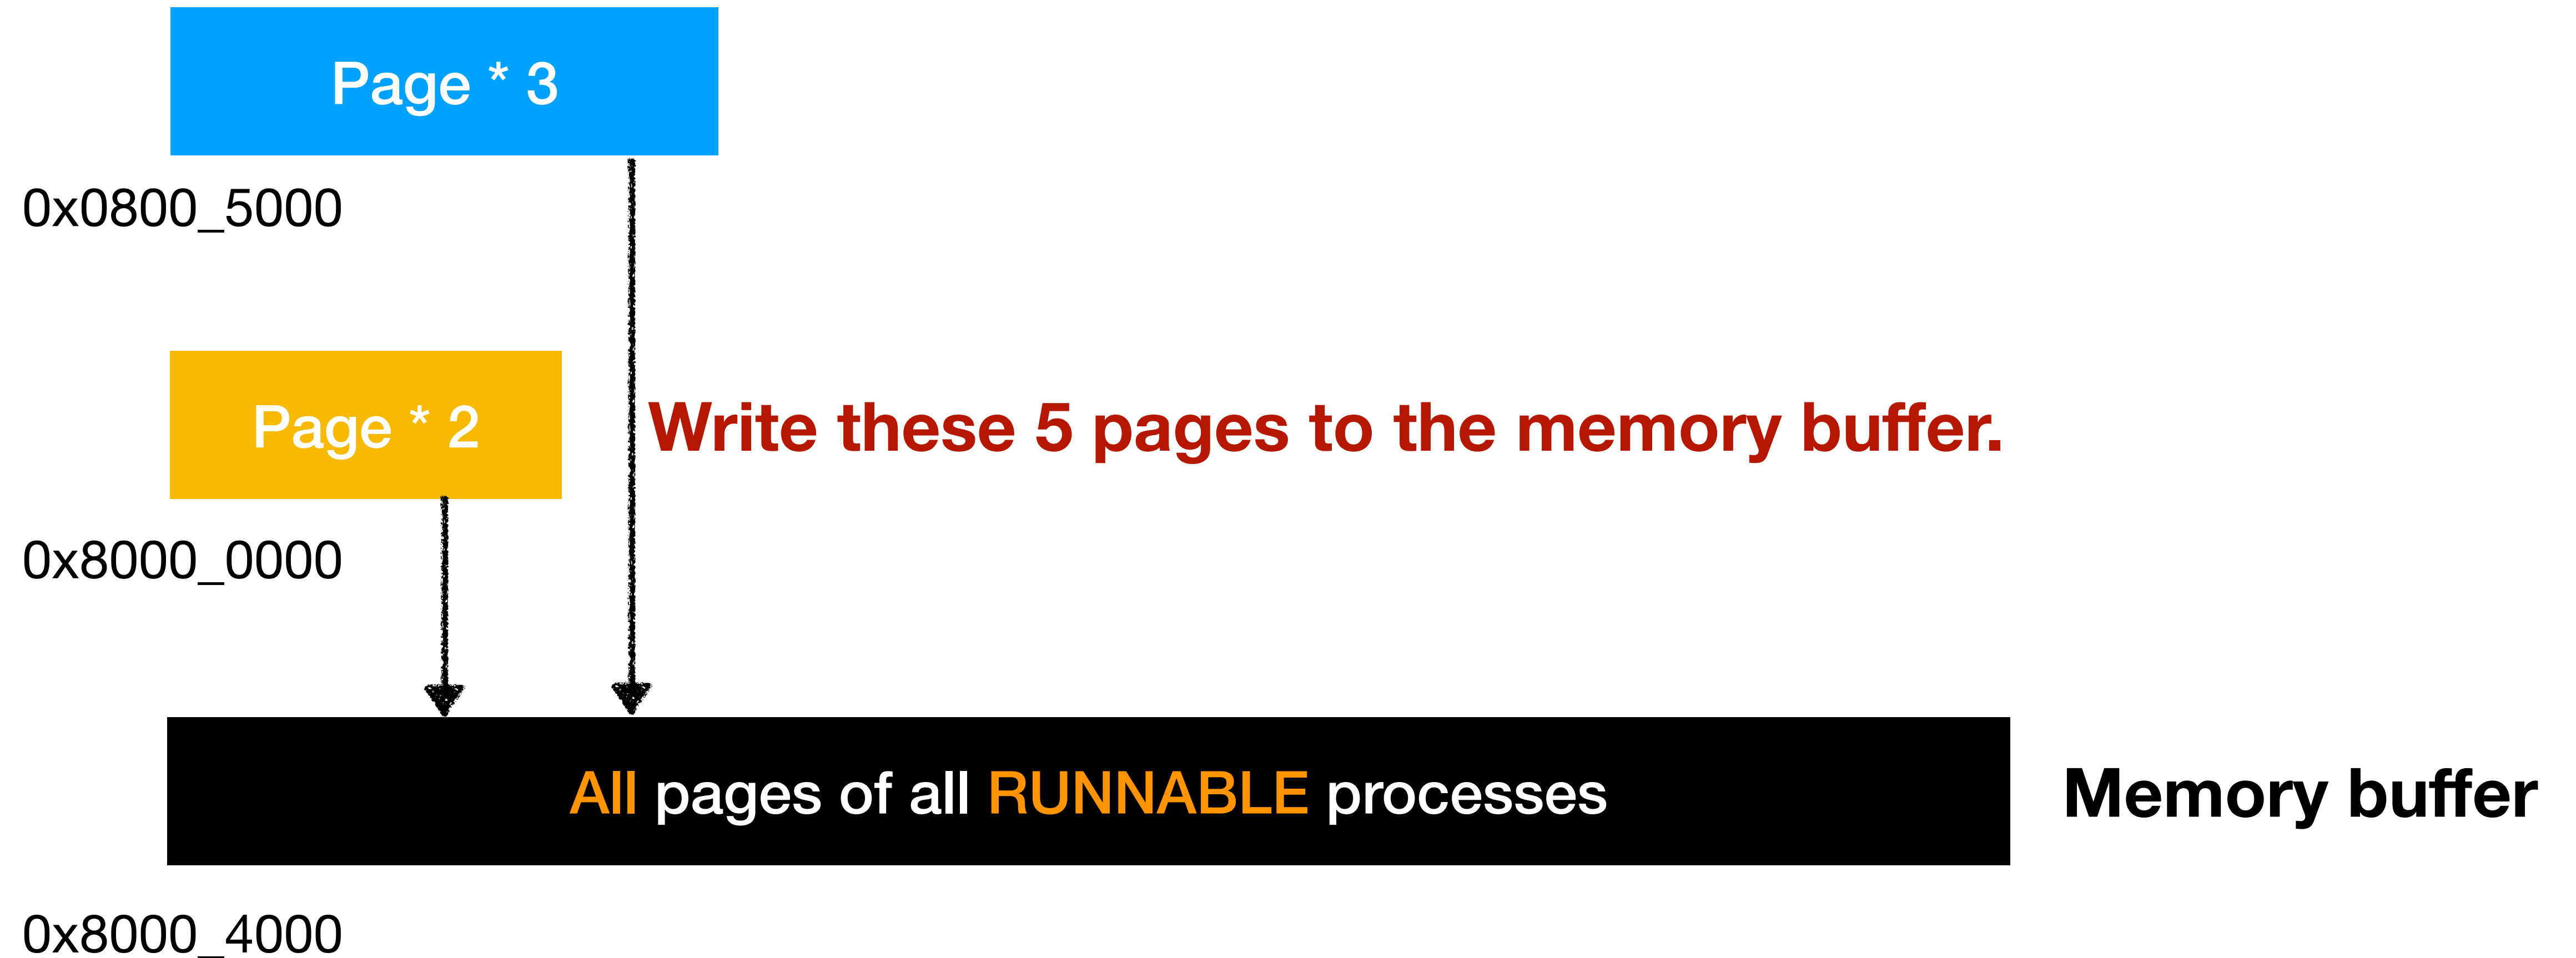 Page * 3
0x0800_5000
Page * 2
Write these 5 pages to the memory buffer.
0x8000_0000
All pages of all RUNNABLE processes
Memory buffer
0x8000_4000